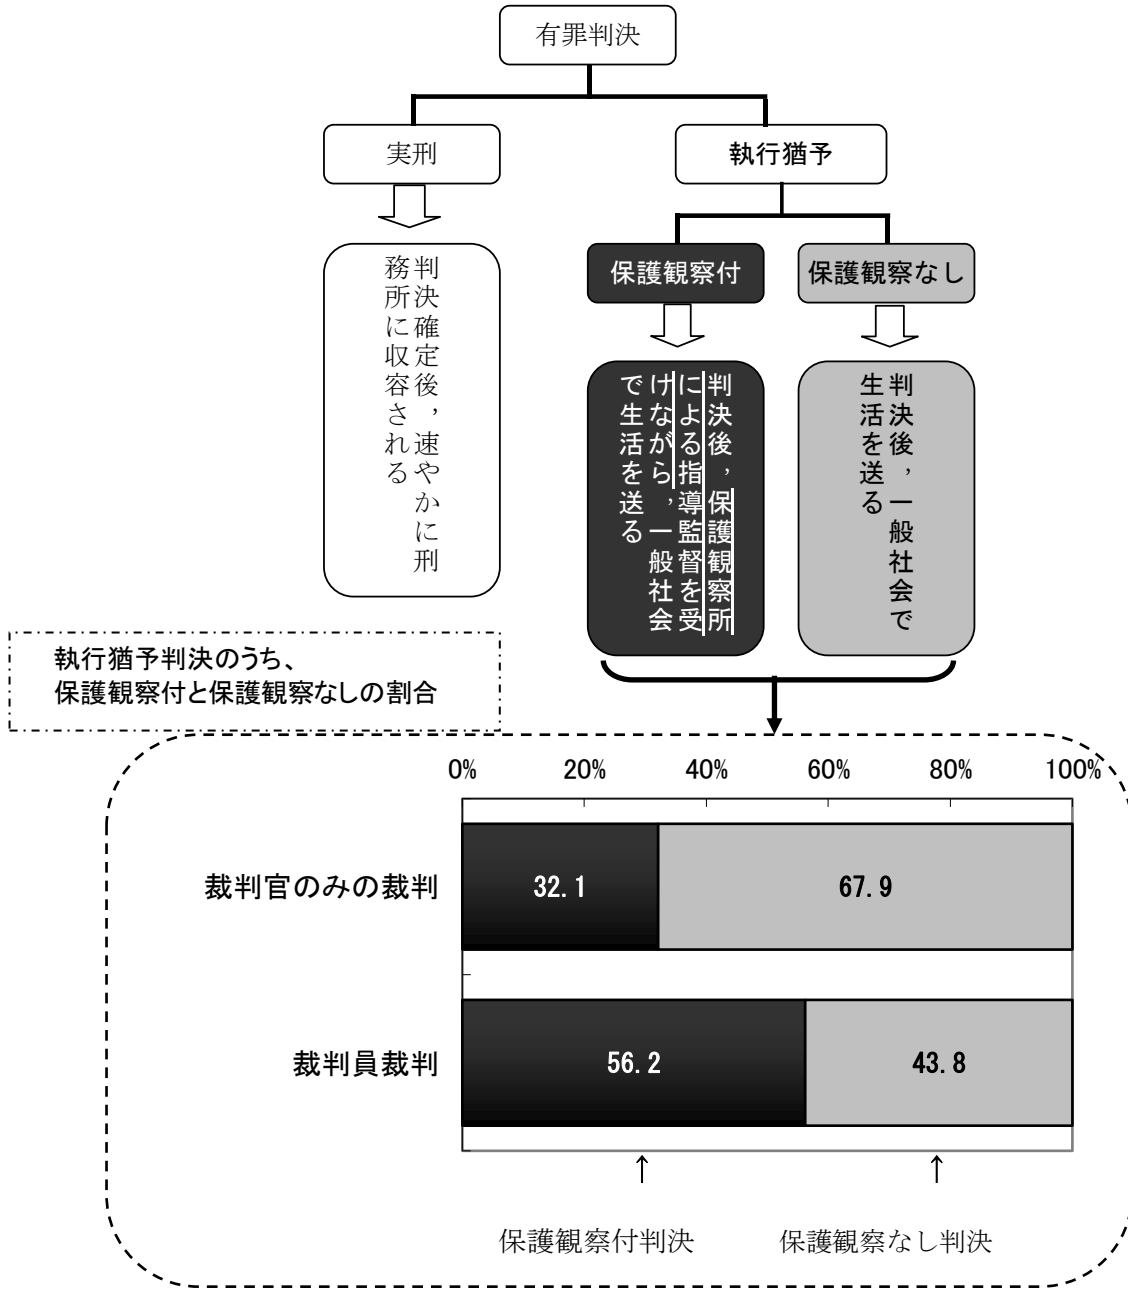 有罪判決
実刑
執行猶予
判決確定後，速やかに刑
務所に収容される
保護観察付
保護観察なし
判決後，保護観察所
による指導監督を受
けながら，一般社会
で生活を送る
判決後，一般社会で
生活を送る
執行猶予判決のうち、
保護観察付と保護観察なしの割合
0% 20% 40% 60% 80% 100%
裁判官のみの裁判 32.1 67.9
裁判員裁判 56.2 43.8
↑ ↑
保護観察付判決 保護観察なし判決